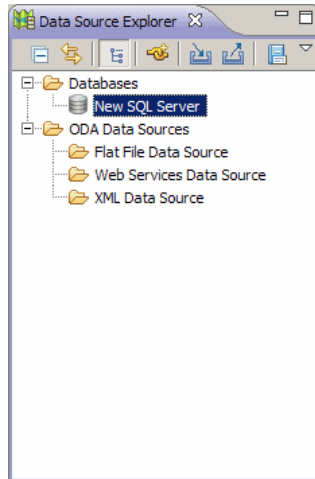 Data Source Explorer
Databases
New SQL Server
ODA Data Sources
Flat File Data Source
Web Services Data Source
XML Data Source